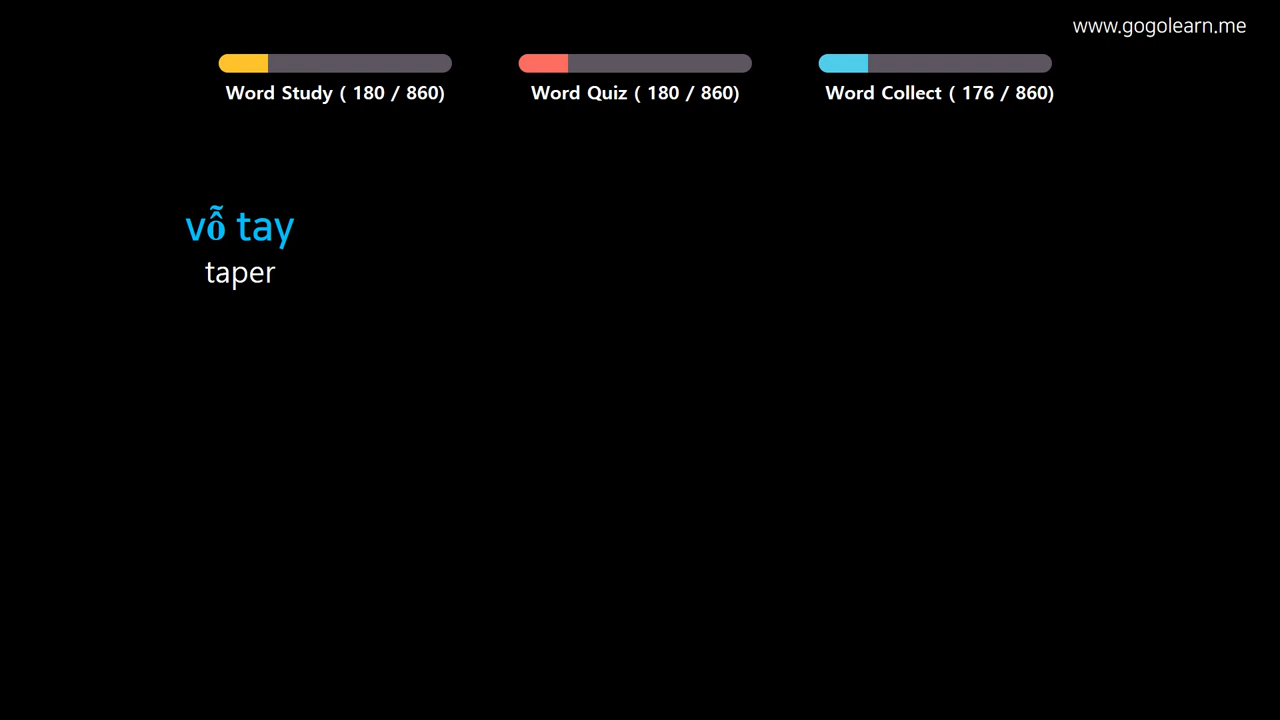 www.gogolearn.me
Word Study ( 180 / 860)
Word Quiz ( 180 / 860)
Word Collect ( 176 / 860)
vỗ tay
taper